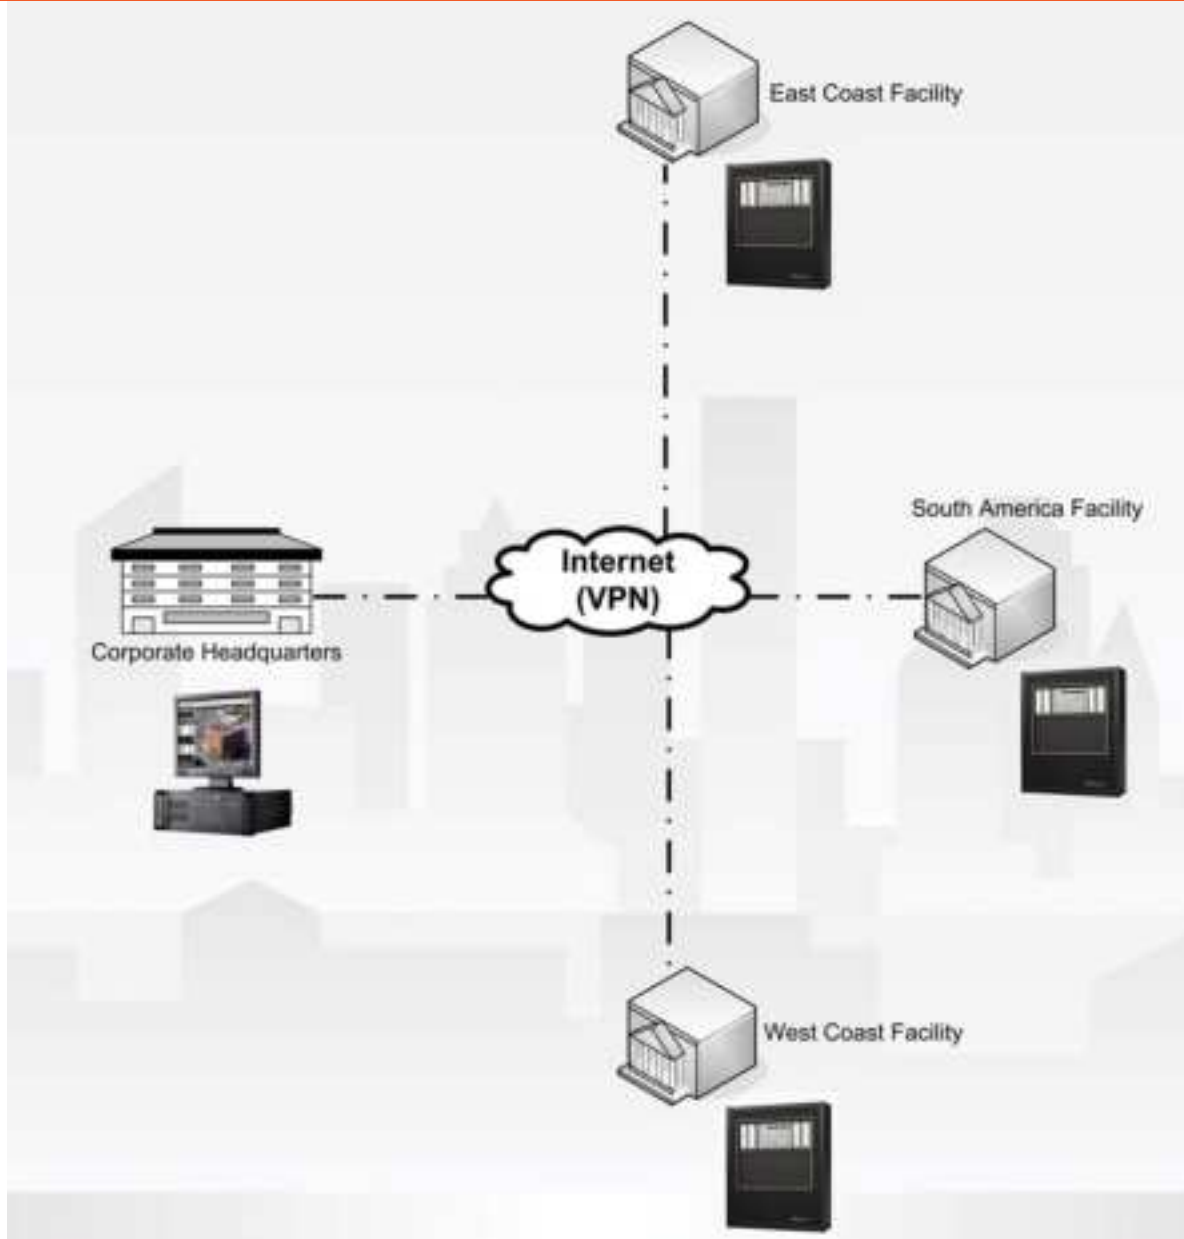 East Coast Facility
South America Facility
Internet
(VPN)
Corporate Headquarters
West Coast Facility